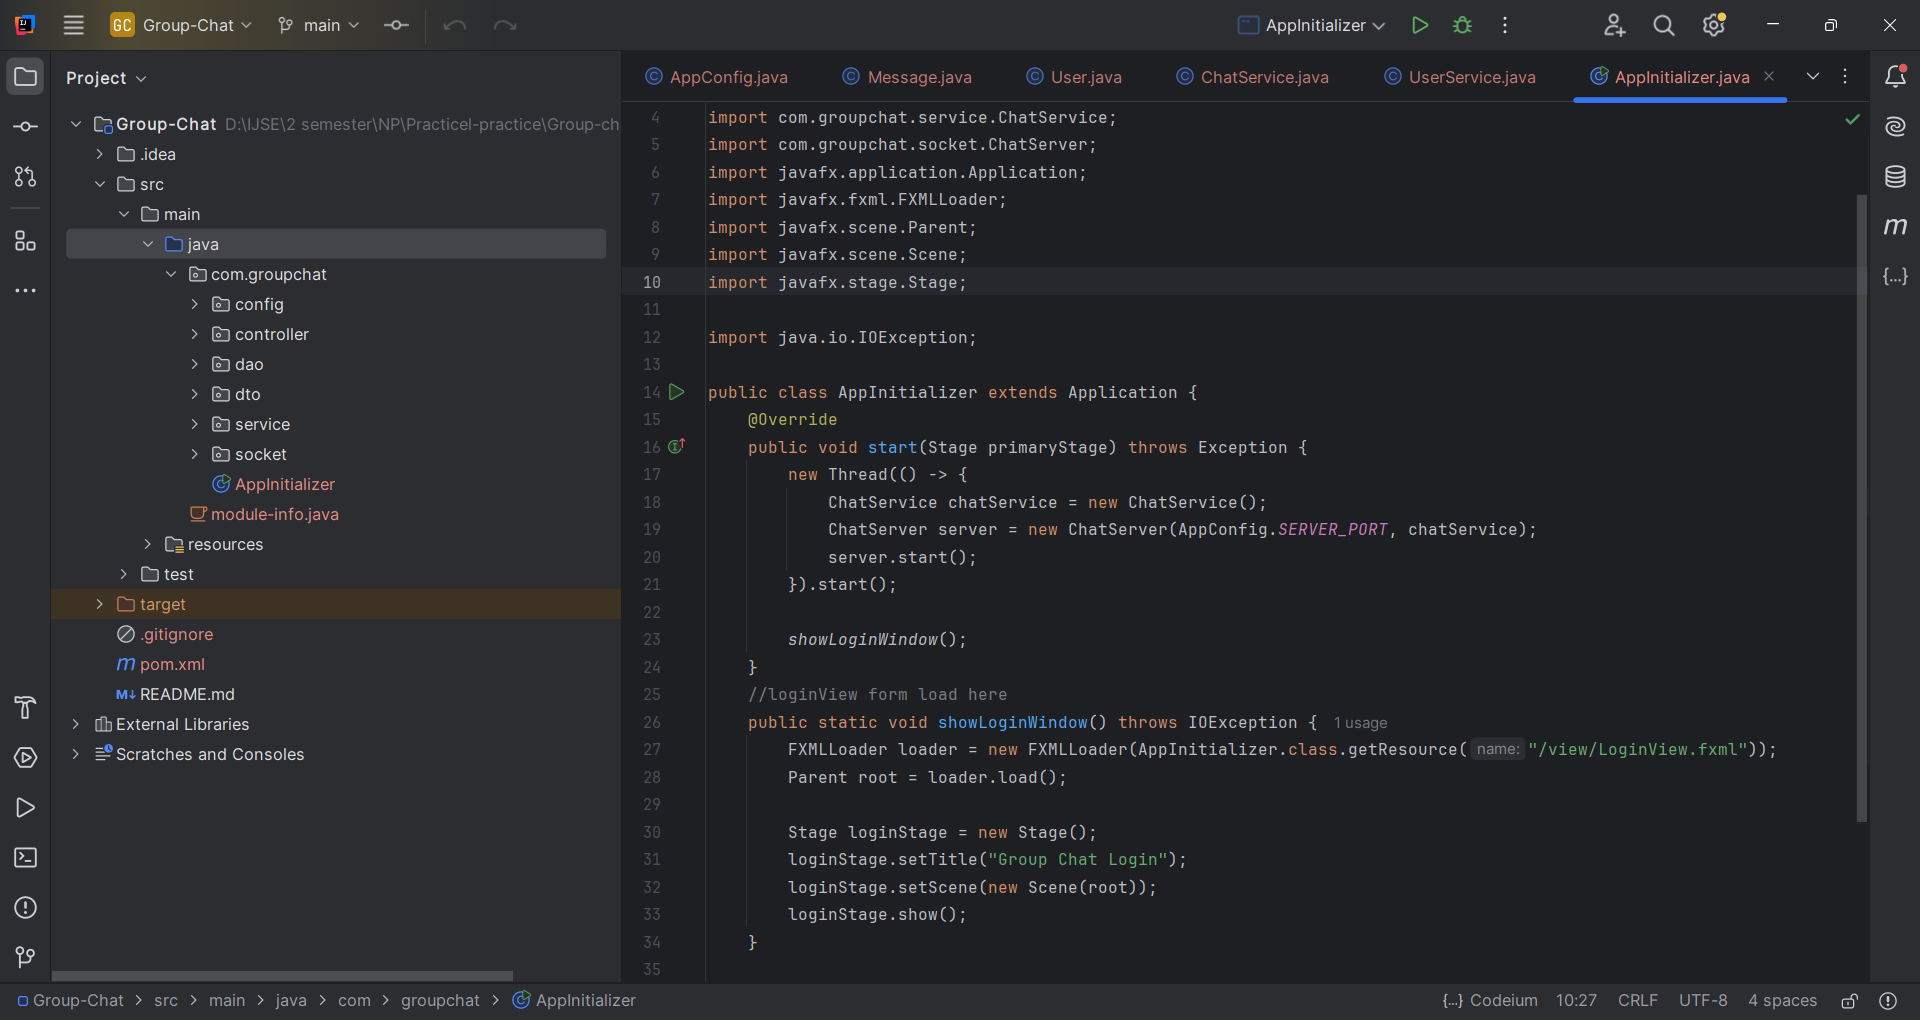 GC Group-Chat main AppInitializer
Project
Group-Chat D:\IJSE\2 semester\NP\Practicel-practice\Group-ch
.idea
src
main
java
com.groupchat
config
controller
dao
dto
service
socket
AppInitializer
module-info.java
resources
test
target
.gitignore
m pom.xml
M↓ README.md
External Libraries
Scratches and Consoles
AppConfig.java Message.java User.java ChatService.java UserService.java AppInitializer.java
4 import com.groupchat.service.ChatService;
5 import com.groupchat.socket.ChatServer;
6 import javafx.application.Application;
7 import javafx.fxml.FXMLLoader;
8 import javafx.scene.Parent;
9 import javafx.scene.Scene;
10 import javafx.stage.Stage;
11
12 import java.io.IOException;
13
14 public class AppInitializer extends Application {
15 @Override
16 public void start(Stage primaryStage) throws Exception {
17 new Thread(() -> {
18 ChatService chatService = new ChatService();
19 ChatServer server = new ChatServer(AppConfig.SERVER_PORT, chatService);
20 server.start();
21 }).start();
22
23 showLoginWindow();
24 }
25 //loginView form load here
26 public static void showLoginWindow() throws IOException { 1 usage
27 FXMLLoader loader = new FXMLLoader(AppInitializer.class.getResource( name: "/view/LoginView.fxml"));
28 Parent root = loader.load();
29
30 Stage loginStage = new Stage();
31 loginStage.setTitle("Group Chat Login");
32 loginStage.setScene(new Scene(root));
33 loginStage.show();
34 }
35
m
{...}
Group-Chat > src > main > java > com > groupchat > AppInitializer {...} Codeium 10:27 CRLF UTF-8 4 spaces